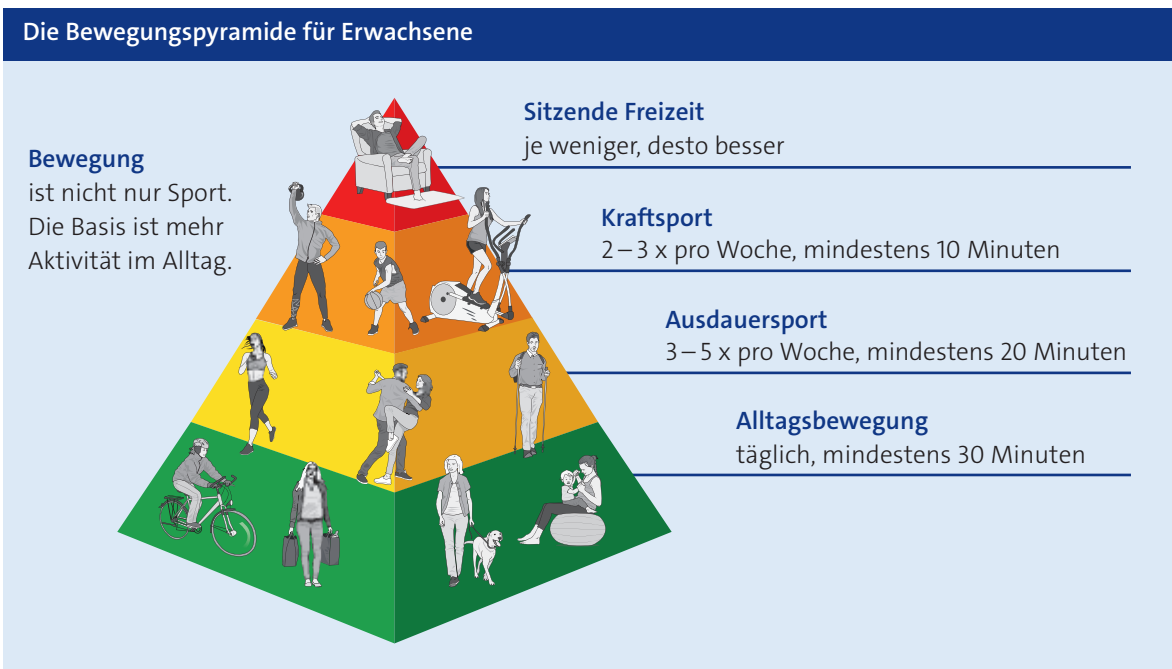 Die Bewegungspyramide für Erwachsene
Bewegung
ist nicht nur Sport.
Die Basis ist mehr
Aktivität im Alltag.
Sitzende Freizeit
je weniger, desto besser
Kraftsport
2 – 3 x pro Woche, mindestens 10 Minuten
Ausdauersport
3 – 5 x pro Woche, mindestens 20 Minuten
Alltagsbewegung
täglich, mindestens 30 Minuten